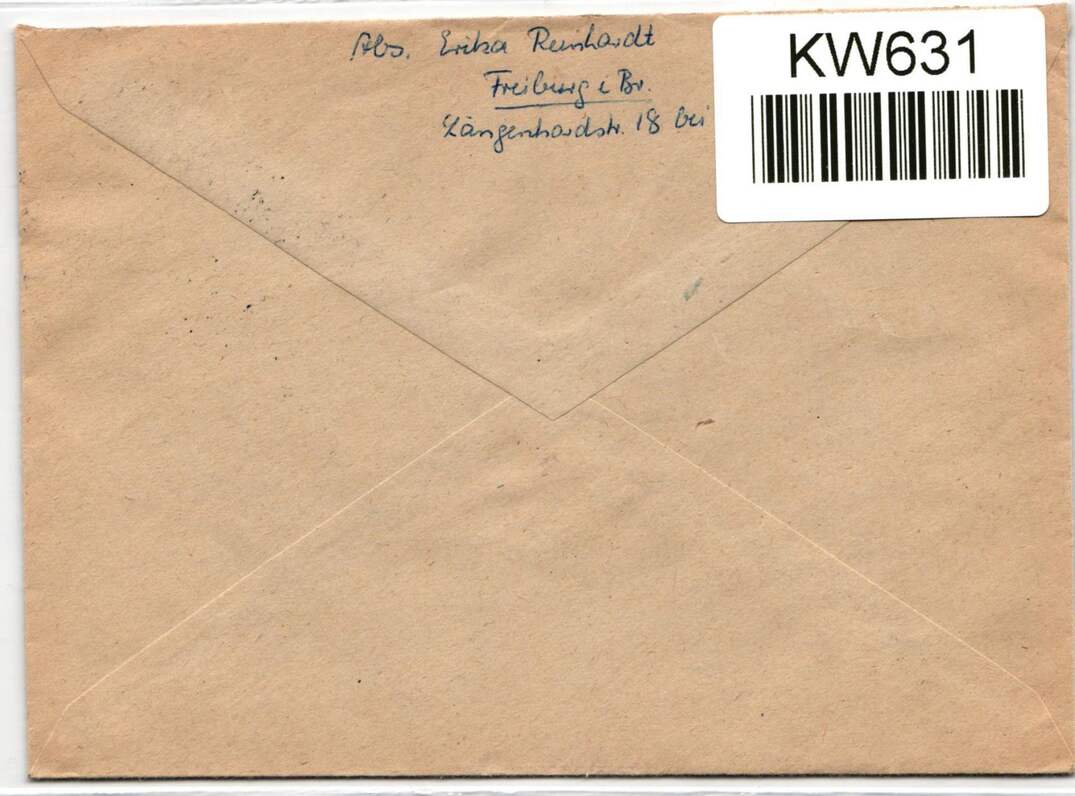 Abs. Erika Reinhardt
Freiburg i Br.
Längenhardstr. 18 bei
KW631